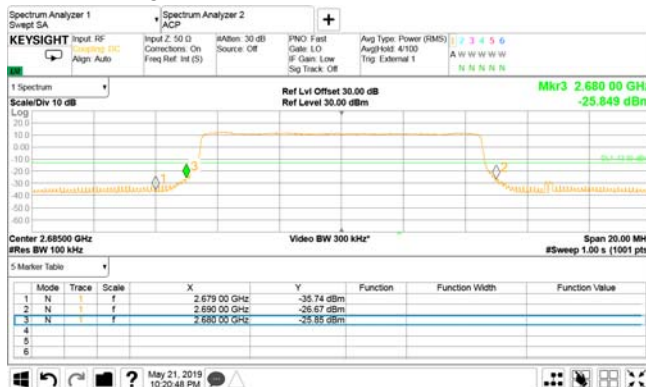 Spectrum Analyzer 1
Swept SA
Spectrum Analyzer 2
ACP
+
KEYSIGHT
Input: RF
Coupling: DC
Align: Auto
Input Z: 50 Ω
Corrections: On
Freq Ref: Int (S)
#Atten: 30 dB
Source: Off
PNO: Fast
Gate: LO
IF Gain: Low
Sig Track: Off
Avg Type: Power (RMS)
Avg|Hold: 4/100
Trig: External 1
1 2 3 4 5 6
A W W W W W
N N N N N
1 Spectrum
Scale/Div 10 dB
Log
Ref Lvl Offset 30.00 dB
Ref Level 30.00 dBm
Mkr3 2.680 00 GHz
-25.849 dBm
20.0
10.0
0.00
-10.0
-20.0
-30.0
-40.0
-50.0
-60.0
1
3
2
Center 2.68500 GHz
#Res BW 100 kHz
Video BW 300 kHz*
Span 20.00 MH
#Sweep 1.00 s (1001 pts
5 Marker Table
Mode Trace Scale X Y Function Function Width Function Value
1 N 1 f 2.679 00 GHz -35.74 dBm
2 N 1 f 2.690 00 GHz -26.67 dBm
3 N 1 f 2.680 00 GHz -25.85 dBm
4
5
6
?
May 21, 2019
10:20:48 PM